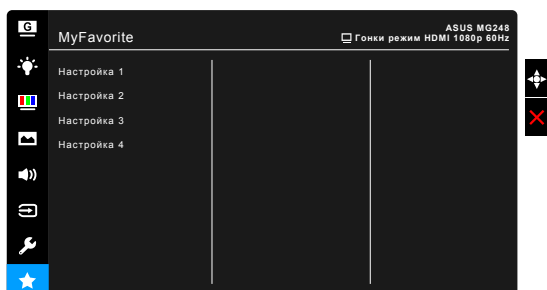 G
ASUS MG248
MyFavorite
Гонки режим HDMI 1080p 60Hz
Настройка 1
Настройка 2
Настройка 3
Настройка 4